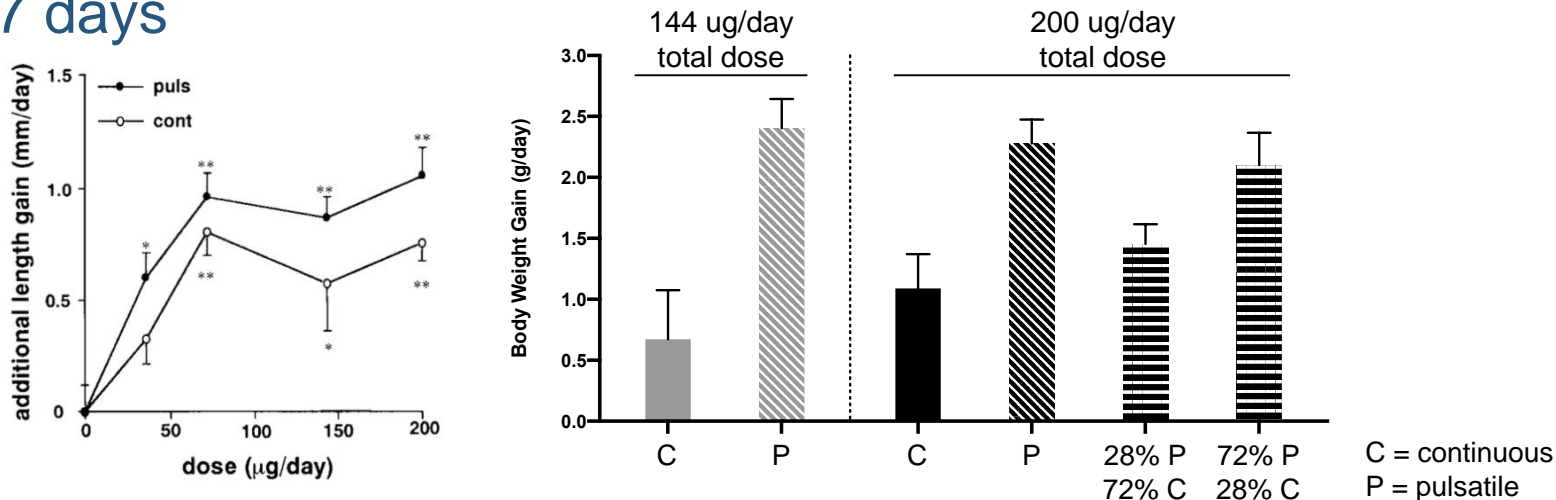 7 days
additional length gain (mm/day)
1.5
1.0
0.5
0
puls
cont
*
**
**
**
**
*
**
0
50
100
150
200
dose (µg/day)
144 ug/day
total dose
200 ug/day
total dose
Body Weight Gain (g/day)
3.0
2.5
2.0
1.5
1.0
0.5
0.0
C
P
C
P
28% P
72% C
72% P
28% C
C = continuous
P = pulsatile